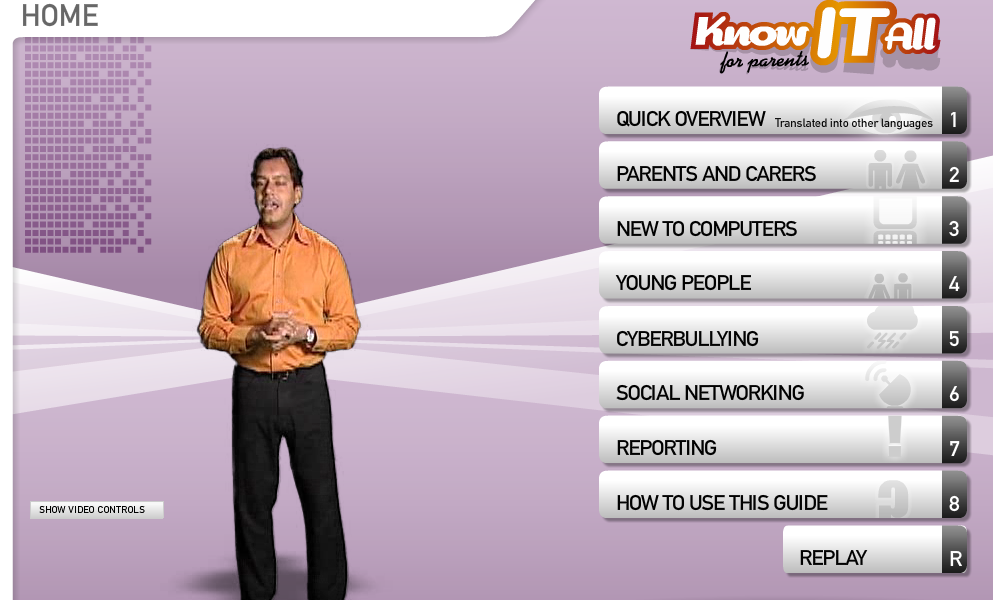 HOME
Know IT All
for parents
QUICK OVERVIEW Translated into other languages 1
PARENTS AND CARERS 2
NEW TO COMPUTERS 3
YOUNG PEOPLE 4
CYBERBULLYING 5
SOCIAL NETWORKING 6
REPORTING 7
HOW TO USE THIS GUIDE 8
SHOW VIDEO CONTROLS
REPLAY R